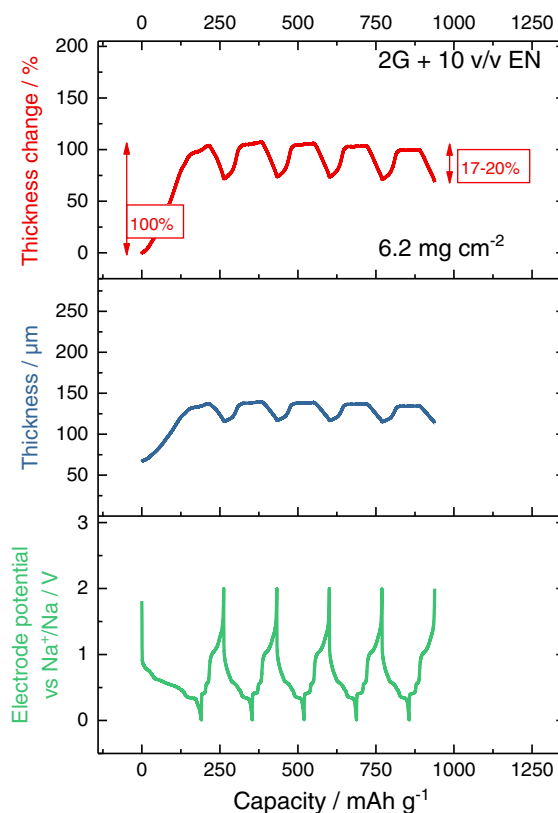 0 250 500 750 1000 1250
200
150
100
50
0
Thickness change / %
2G + 10 v/v EN
100%
17-20%
6.2 mg cm⁻²
250
200
150
100
50
Thickness / µm
3
2
1
0
Electrode potential
vs Na⁺/Na / V
0 250 500 750 1000 1250
Capacity / mAh g⁻¹